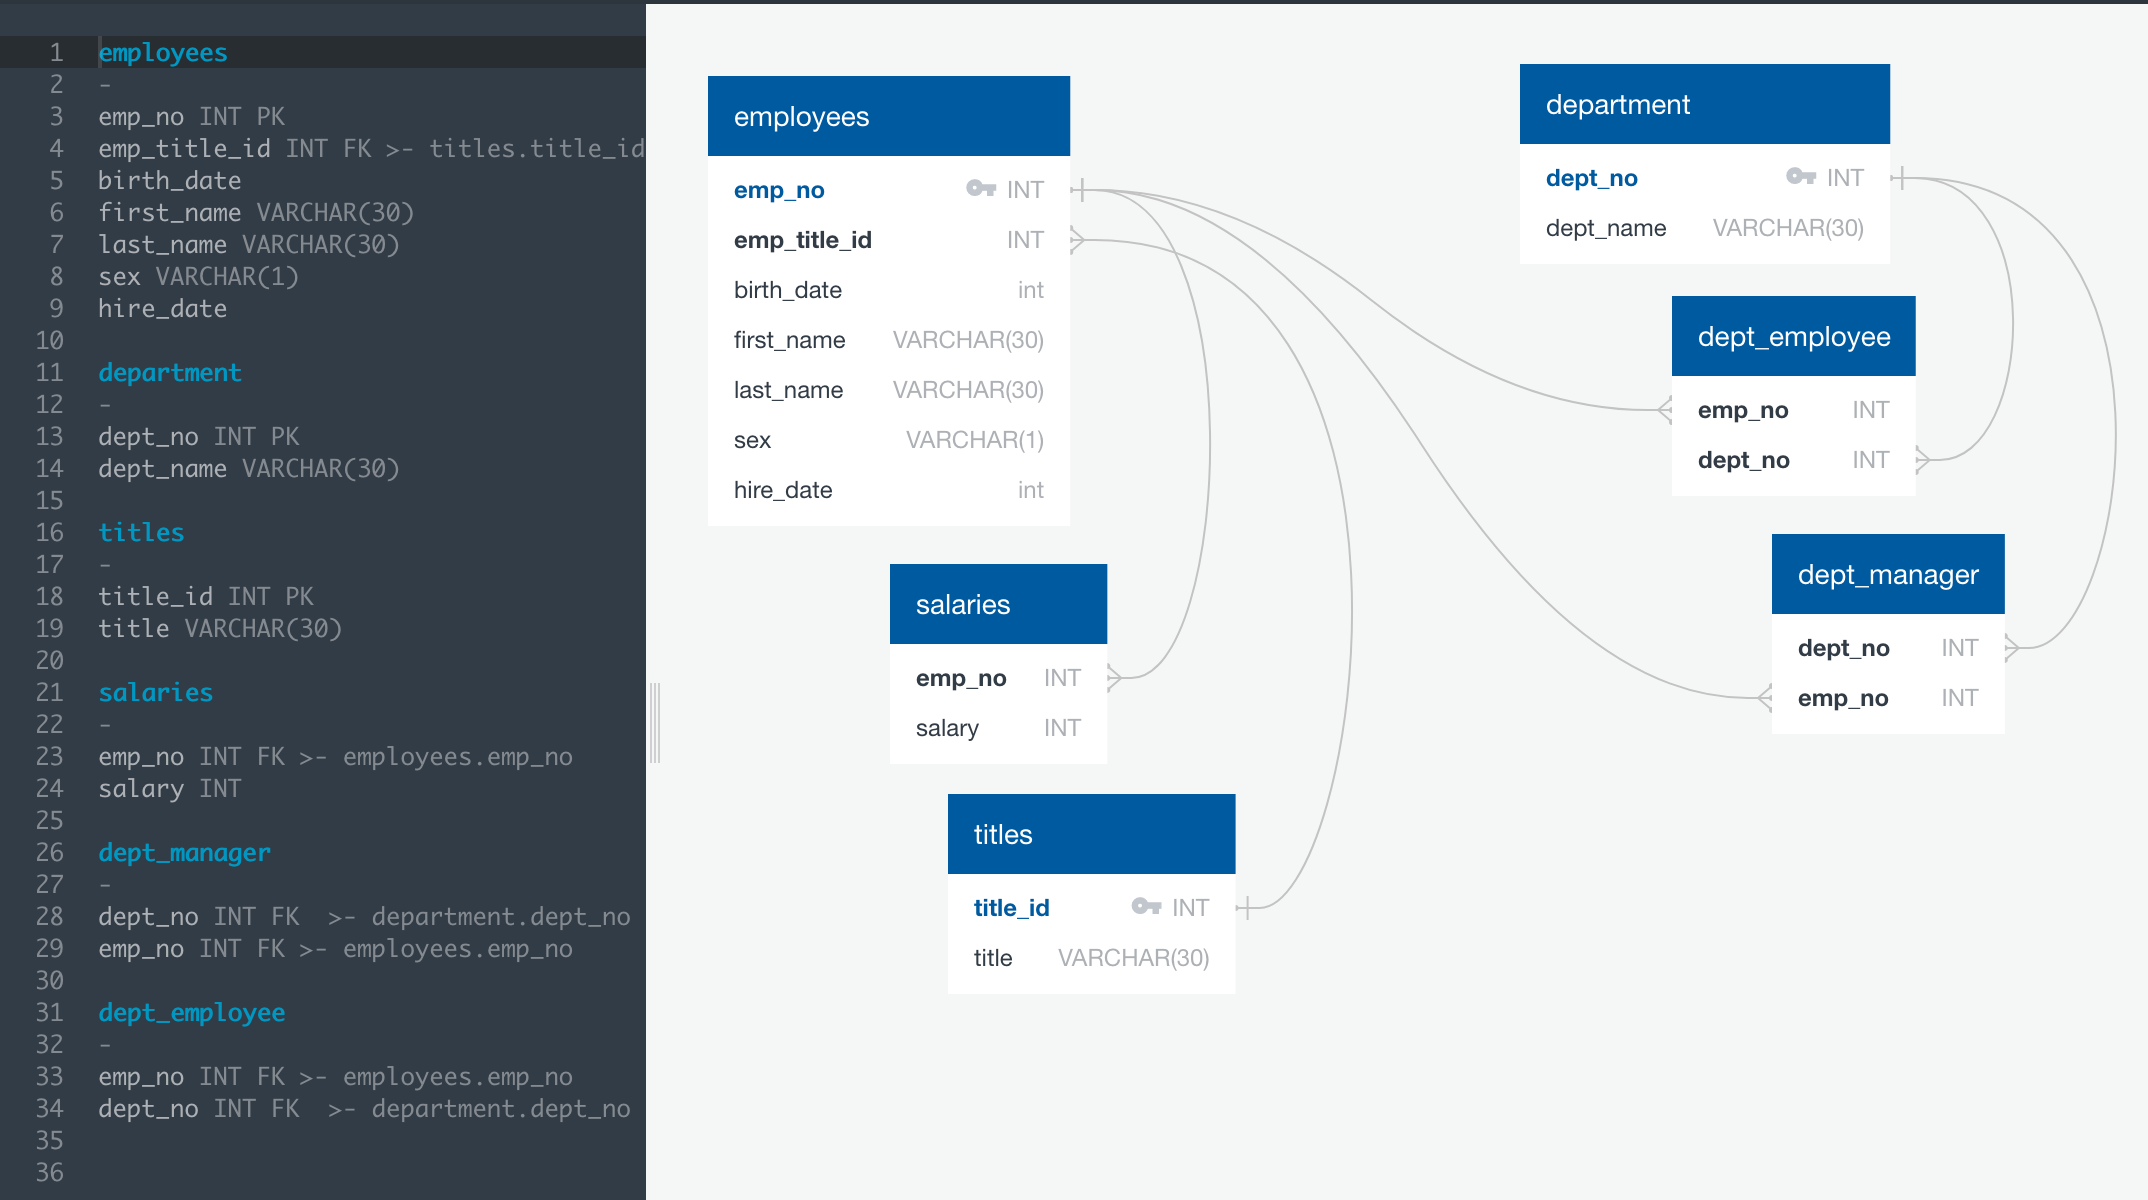 1 employees
2 -
3 emp_no INT PK
4 emp_title_id INT FK >- titles.title_id
5 birth_date
6 first_name VARCHAR(30)
7 last_name VARCHAR(30)
8 sex VARCHAR(1)
9 hire_date
10
11 department
12 -
13 dept_no INT PK
14 dept_name VARCHAR(30)
15
16 titles
17 -
18 title_id INT PK
19 title VARCHAR(30)
20
21 salaries
22 -
23 emp_no INT FK >- employees.emp_no
24 salary INT
25
26 dept_manager
27 -
28 dept_no INT FK  >- department.dept_no
29 emp_no INT FK >- employees.emp_no
30
31 dept_employee
32 -
33 emp_no INT FK >- employees.emp_no
34 dept_no INT FK  >- department.dept_no
35
36
employees
emp_no INT
emp_title_id INT
birth_date int
first_name VARCHAR(30)
last_name VARCHAR(30)
sex VARCHAR(1)
hire_date int
department
dept_no INT
dept_name VARCHAR(30)
dept_employee
emp_no INT
dept_no INT
dept_manager
dept_no INT
emp_no INT
salaries
emp_no INT
salary INT
titles
title_id INT
title VARCHAR(30)